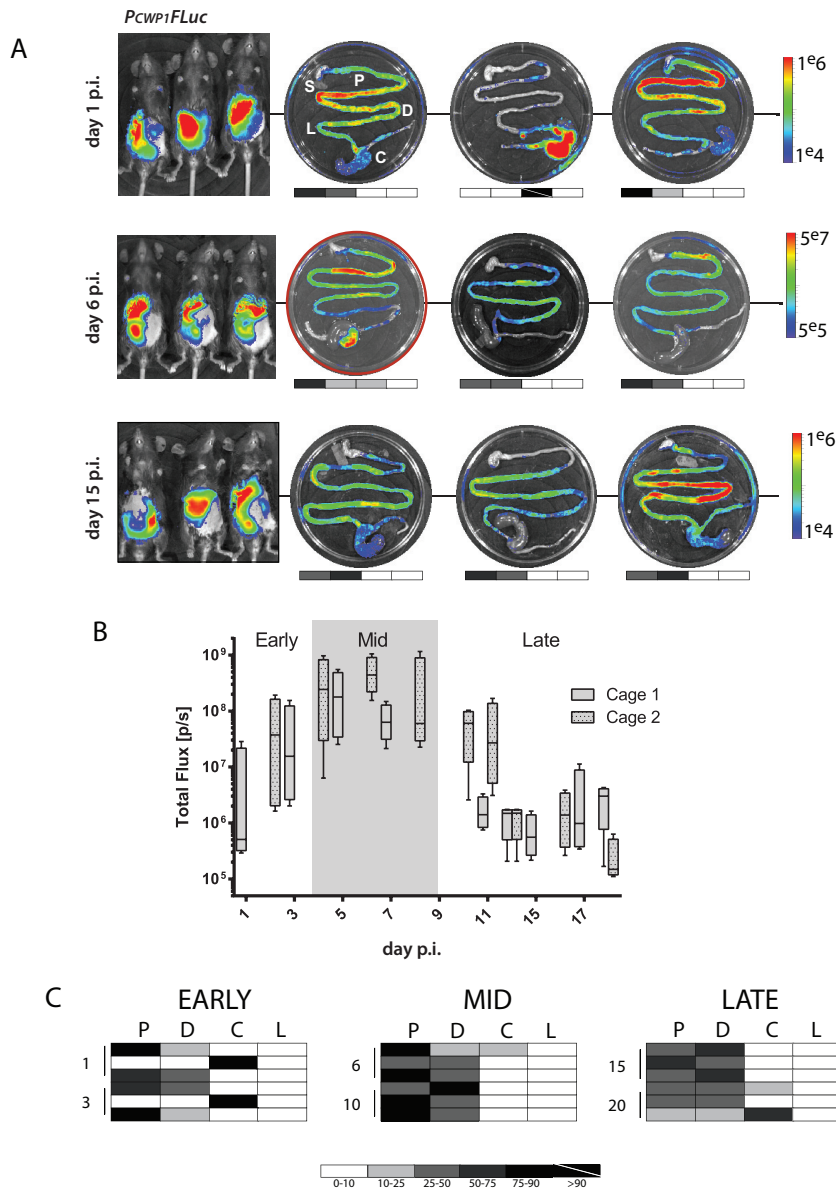 PCWP1FLuc
A
day 1 p.i.
S
P
D
L
C
1e6
1e4
day 6 p.i.
5e7
5e5
day 15 p.i.
1e6
1e4
B
Early
Mid
Late
Total Flux [p/s]
10⁹
10⁸
10⁷
10⁶
10⁵
Cage 1
Cage 2
1 3 5 7 9 11 15 17
day p.i.
C
EARLY
MID
LATE
P D C L
P D C L
P D C L
1
3
6
10
15
20
0-10 10-25 25-50 50-75 75-90 >90